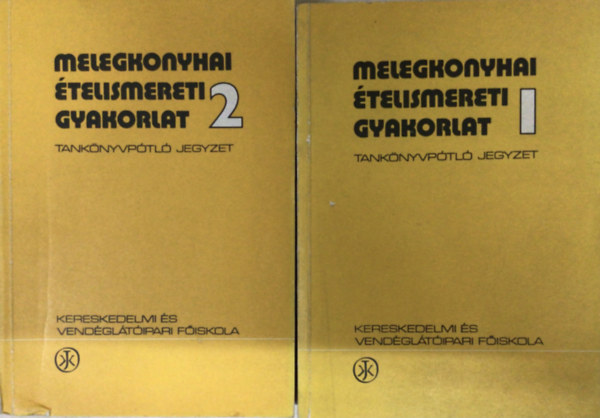 MELEGKONYHAI
ÉTELISMERETI
GYAKORLAT 2
TANKÖNYVPÓTLÓ JEGYZET
KERESKEDELMI ÉS
VENDÉGLÁTÓIPARI FŐISKOLA
MELEGKONYHAI
ÉTELISMERETI
GYAKORLAT 1
TANKÖNYVPÓTLÓ JEGYZET
KERESKEDELMI ÉS
VENDÉGLÁTÓIPARI FŐISKOLA